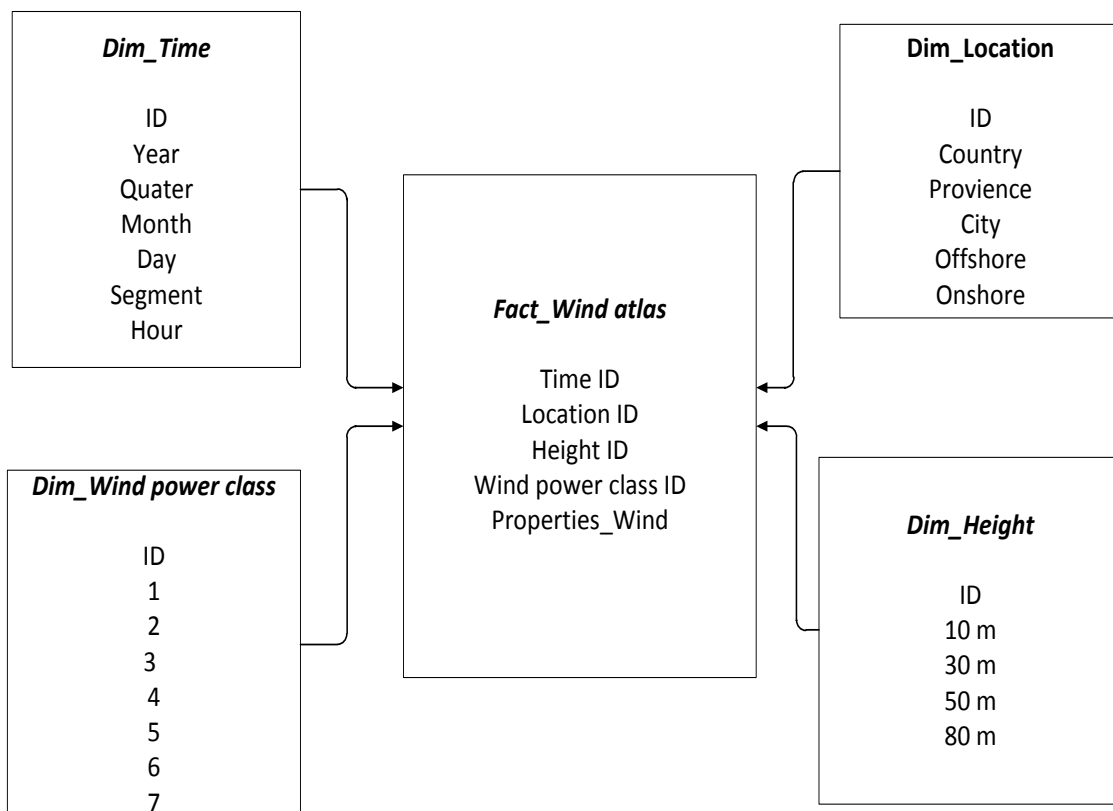 Dim_Time
ID
Year
Quater
Month
Day
Segment
Hour
Dim_Location
ID
Country
Provience
City
Offshore
Onshore
Fact_Wind atlas
Time ID
Location ID
Height ID
Wind power class ID
Properties_Wind
Dim_Wind power class
ID
1
2
3
4
5
6
7
Dim_Height
ID
10 m
30 m
50 m
80 m